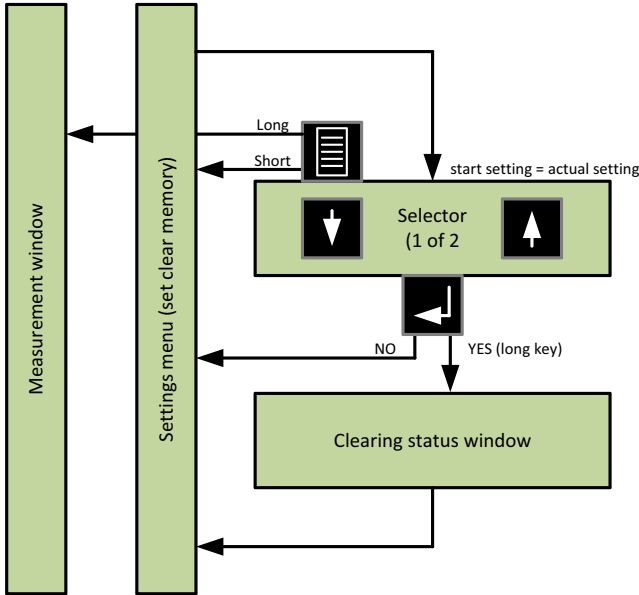 Measurement window
Settings menu (set clear memory)
Long
Short
start setting = actual setting
Selector
(1 of 2
NO
YES (long key)
Clearing status window